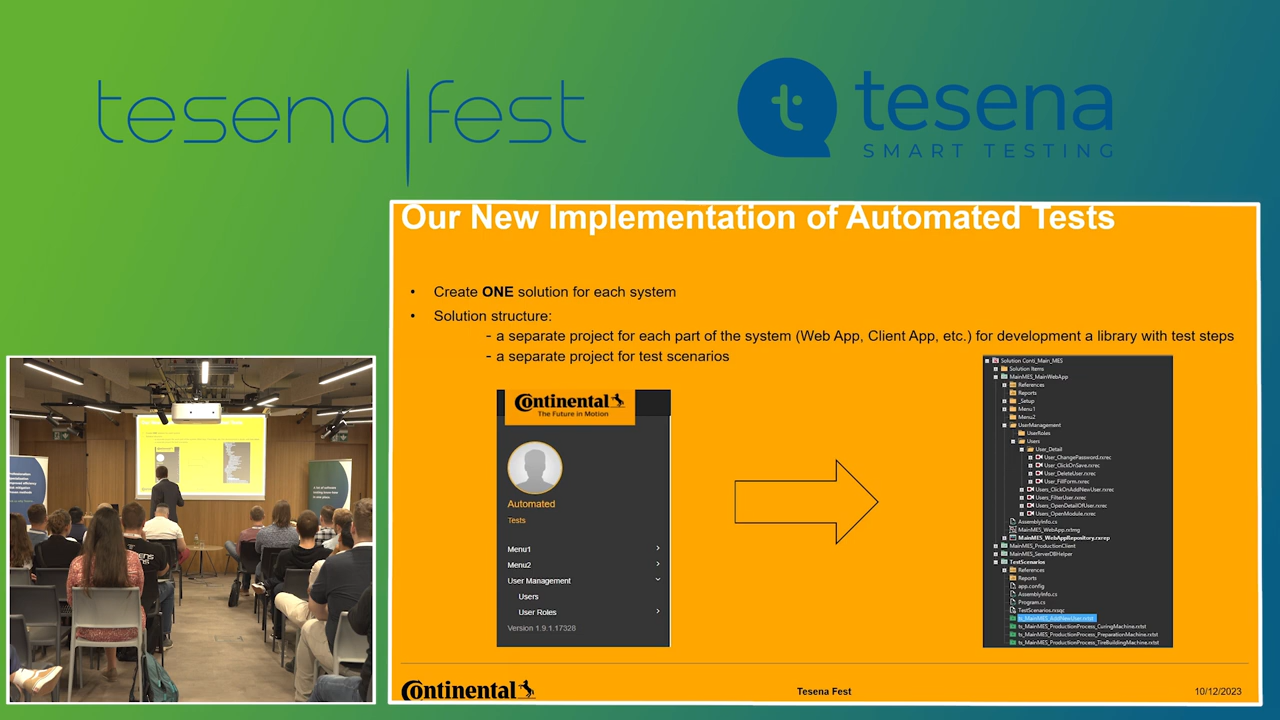 tesena|fest
tesena
SMART TESTING
Our New Implementation of Automated Tests
• Create ONE solution for each system
• Solution structure:
- a separate project for each part of the system (Web App, Client App, etc.) for development a library with test steps
- a separate project for test scenarios
Continental
The Future in Motion
Automated
Tests
Menu1
Menu2
User Management
Users
User Roles
Version 1.9.1.17328
Solution Conti_Main_MES
Solution Items
MainMES_MainWebApp
References
Reports
_Setup
Menu1
Menu2
UserManagement
UserRoles
Users
User_Detail
User_ChangePassword.rxrec
User_ClickOnSave.rxrec
User_DeleteUser.rxrec
User_FillForm.rxrec
Users_ClickOnAddNewUser.rxrec
Users_FilterUser.rxrec
Users_OpenDetailOfUser.rxrec
Users_OpenModule.rxrec
AssemblyInfo.cs
MainMES_WebApp.rximg
MainMES_WebAppRepository.rxrep
MainMES_ProductionClient
MainMES_ServerDBHelper
TestScenarios
References
Reports
app.config
AssemblyInfo.cs
Program.cs
TestScenarios.rxsqc
ts_MainMES_AddNewUser.rxtst
ts_MainMES_ProductionProcess_CuringMachine.rxtst
ts_MainMES_ProductionProcess_PreparationMachine.rxtst
ts_MainMES_ProductionProcess_TireBuildingMachine.rxtst
Continental
Tesena Fest
10/12/2023